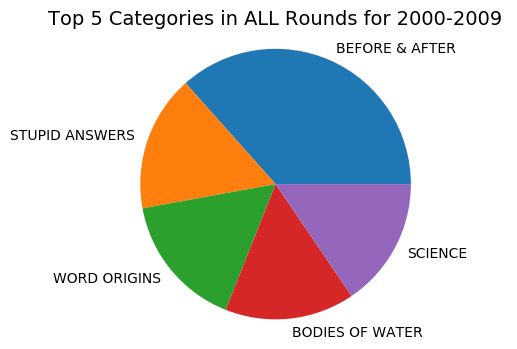 Top 5 Categories in ALL Rounds for 2000-2009
BEFORE & AFTER
STUPID ANSWERS
WORD ORIGINS
SCIENCE
BODIES OF WATER